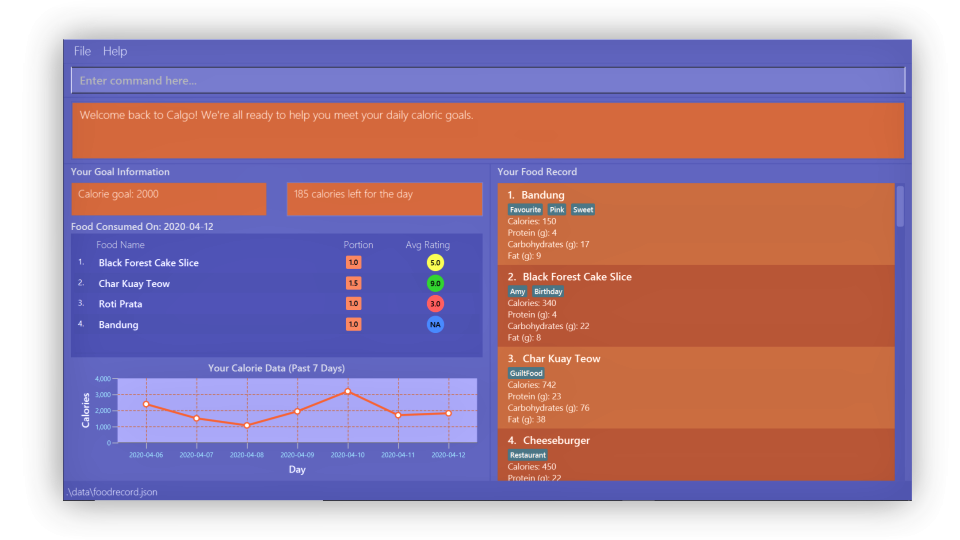 File Help
Enter command here...
Welcome back to Calgo! We're all ready to help you meet your daily caloric goals.
Your Goal Information
Calorie goal: 2000
185 calories left for the day
Food Consumed On: 2020-04-12
Food Name Portion Avg Rating
1. Black Forest Cake Slice 1.0 5.0
2. Char Kuay Teow 1.5 9.0
3. Roti Prata 1.0 3.0
4. Bandung 1.0 NA
Your Calorie Data (Past 7 Days)
Calories
4,000
3,000
2,000
1,000
0
2020-04-06 2020-04-07 2020-04-08 2020-04-09 2020-04-10 2020-04-11 2020-04-12
Day
Your Food Record
1. Bandung
Favourite Pink Sweet
Calories: 150
Protein (g): 4
Carbohydrates (g): 17
Fat (g): 9
2. Black Forest Cake Slice
Amy Birthday
Calories: 340
Protein (g): 4
Carbohydrates (g): 22
Fat (g): 8
3. Char Kuay Teow
GuiltFood
Calories: 742
Protein (g): 23
Carbohydrates (g): 76
Fat (g): 38
4. Cheeseburger
Restaurant
Calories: 450
Protein (g): 22
.\data\foodrecord.json